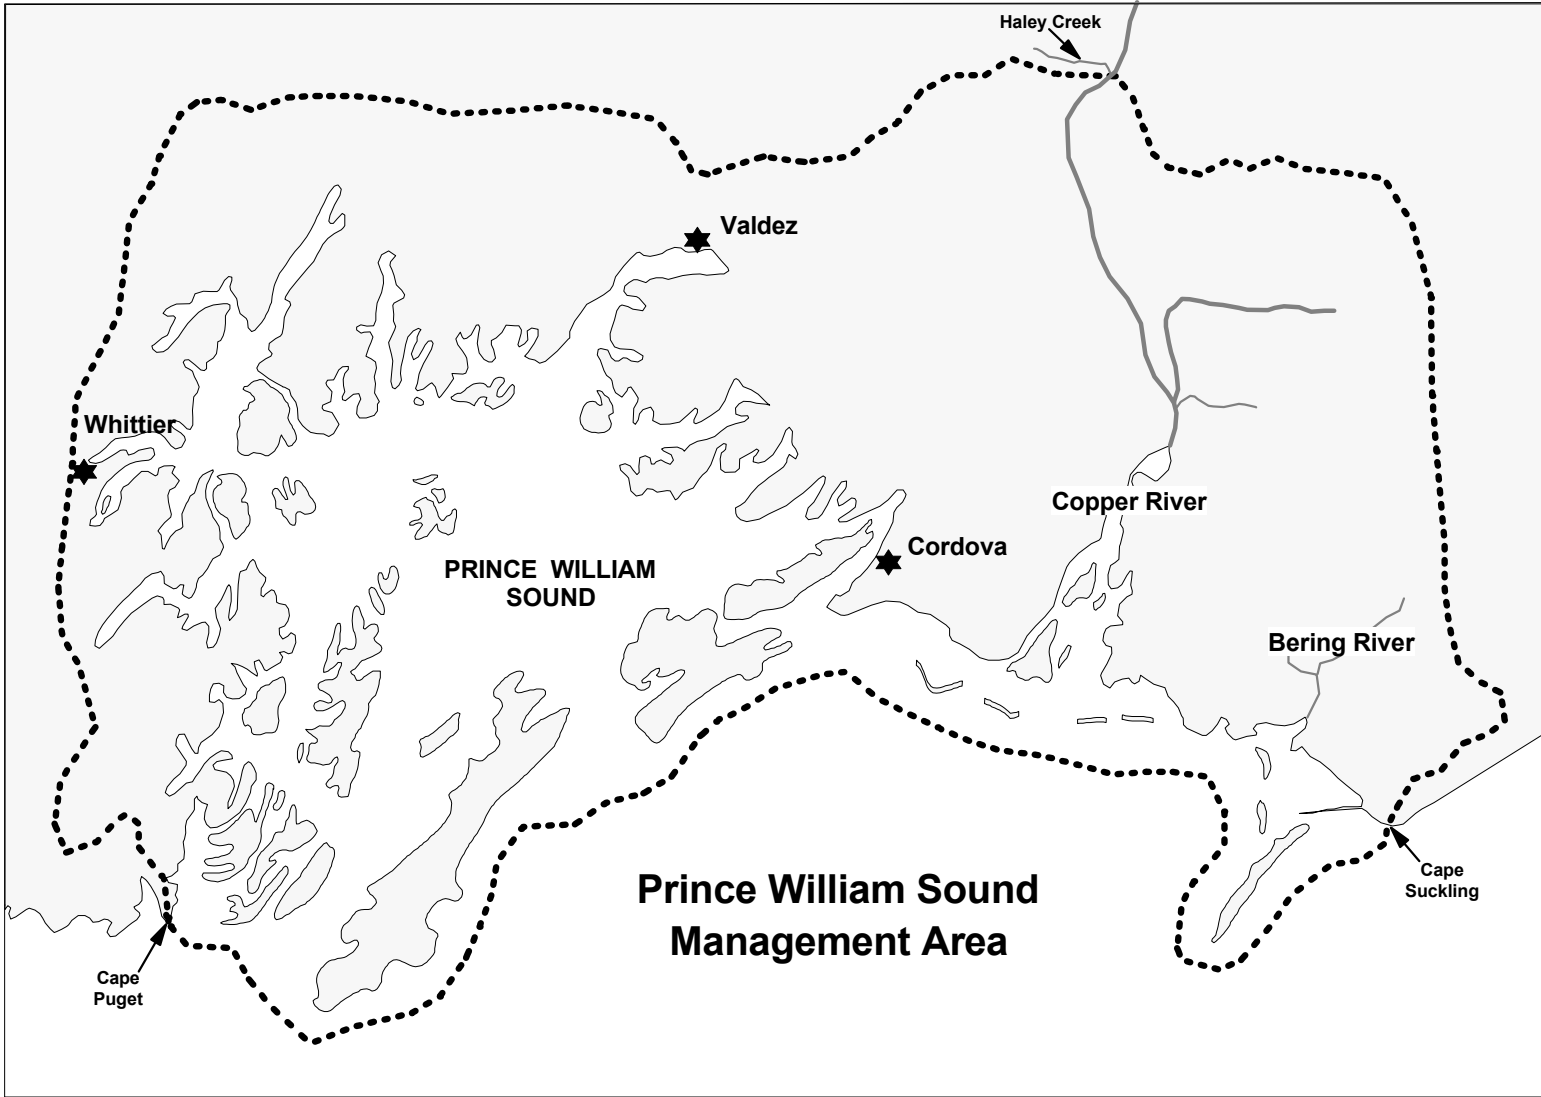 Haley Creek
Valdez
Whittier
Copper River
Cordova
PRINCE WILLIAM
SOUND
Bering River
Prince William Sound
Management Area
Cape
Suckling
Cape
Puget